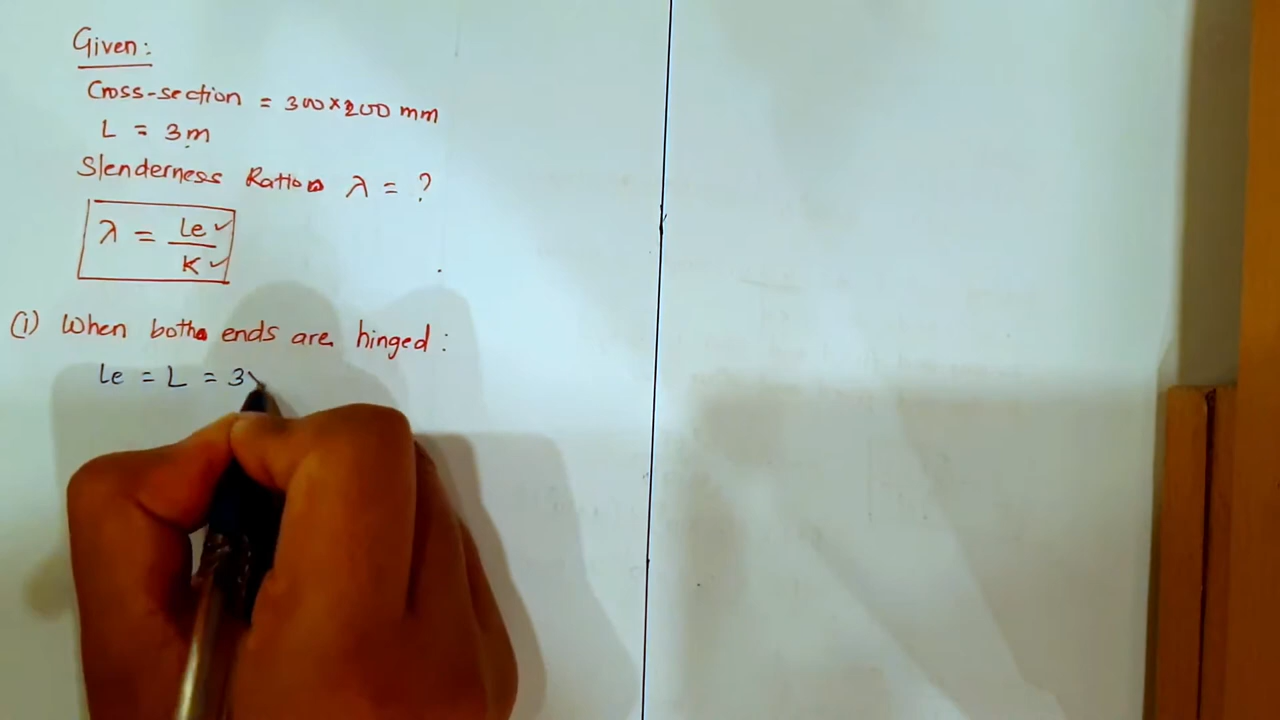 Given:
Cross-section = 300×200 mm
L = 3m
Slenderness Ratio λ = ?
λ = le✓
K✓
(1) When both ends are hinged:
le = L = 3